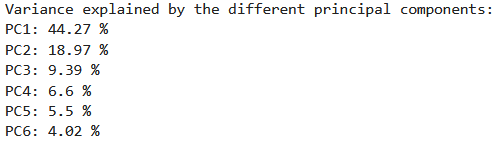 Variance explained by the different principal components:
PC1: 44.27 %
PC2: 18.97 %
PC3: 9.39 %
PC4: 6.6 %
PC5: 5.5 %
PC6: 4.02 %